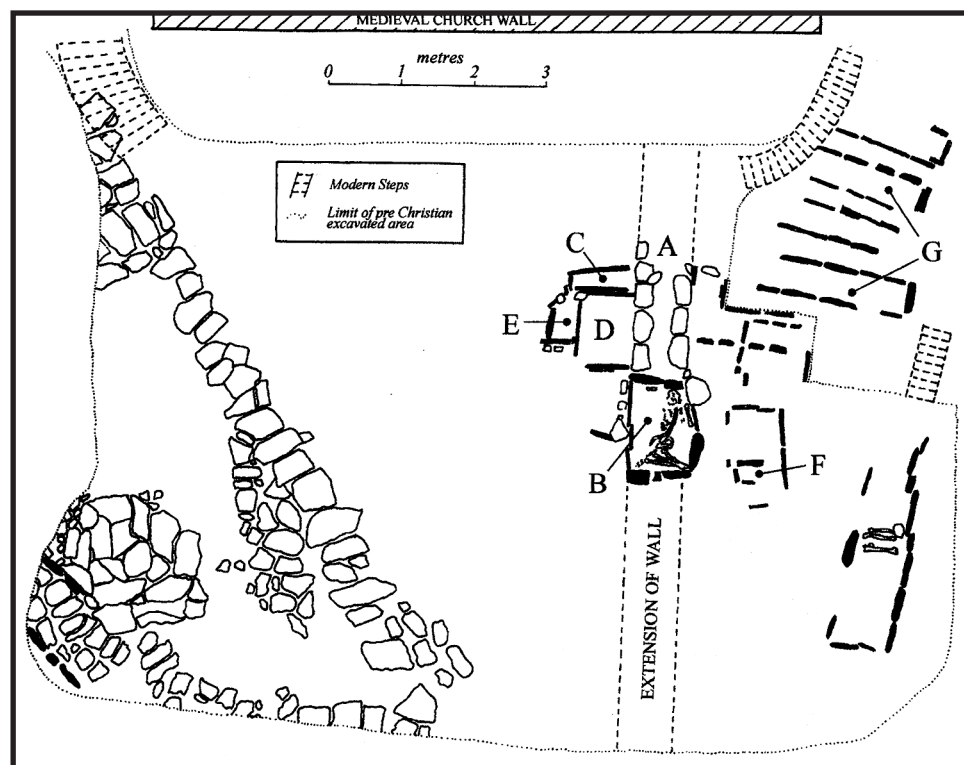 MEDIEVAL CHURCH WALL
metres
0 1 2 3
Modern Steps
Limit of pre Christian
excavated area
A
C
G
E
D
B
F
EXTENSION OF WALL